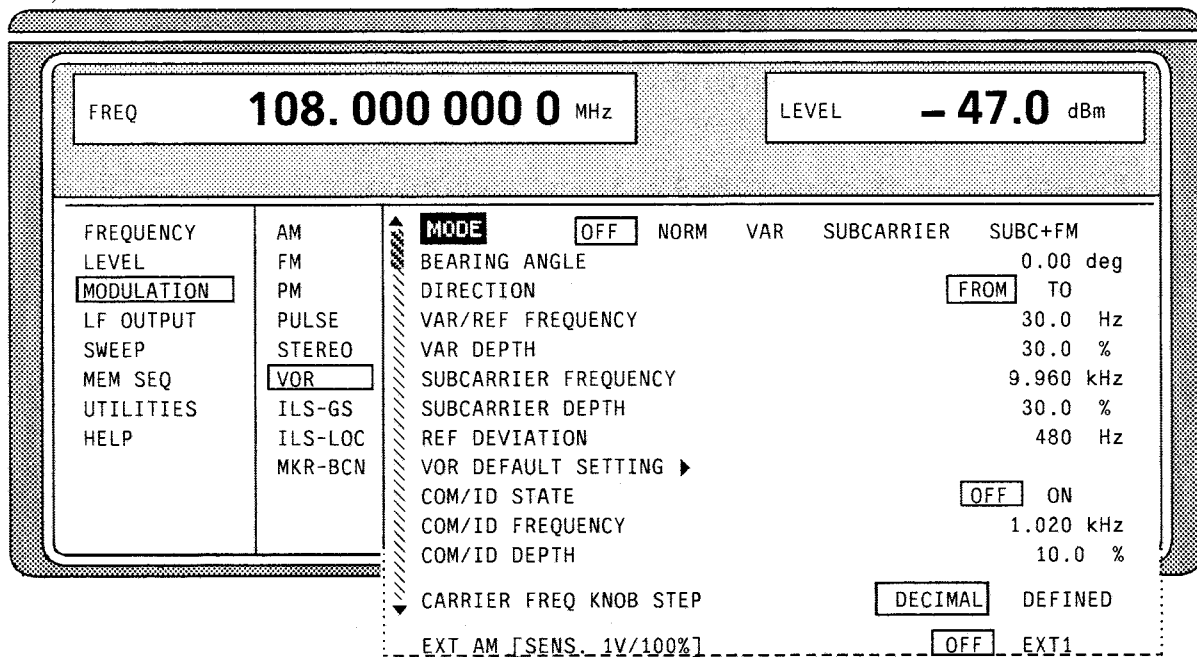 FREQ 108. 000 000 0 MHz
LEVEL – 47.0 dBm
FREQUENCY
LEVEL
MODULATION
LF OUTPUT
SWEEP
MEM SEQ
UTILITIES
HELP
AM
FM
PM
PULSE
STEREO
VOR
ILS-GS
ILS-LOC
MKR-BCN
MODE OFF NORM VAR SUBCARRIER SUBC+FM
BEARING ANGLE 0.00 deg
DIRECTION FROM TO
VAR/REF FREQUENCY 30.0 Hz
VAR DEPTH 30.0 %
SUBCARRIER FREQUENCY 9.960 kHz
SUBCARRIER DEPTH 30.0 %
REF DEVIATION 480 Hz
VOR DEFAULT SETTING ▶
COM/ID STATE OFF ON
COM/ID FREQUENCY 1.020 kHz
COM/ID DEPTH 10.0 %
CARRIER FREQ KNOB STEP DECIMAL DEFINED
EXT AM [SENS. 1V/100%] OFF EXT1